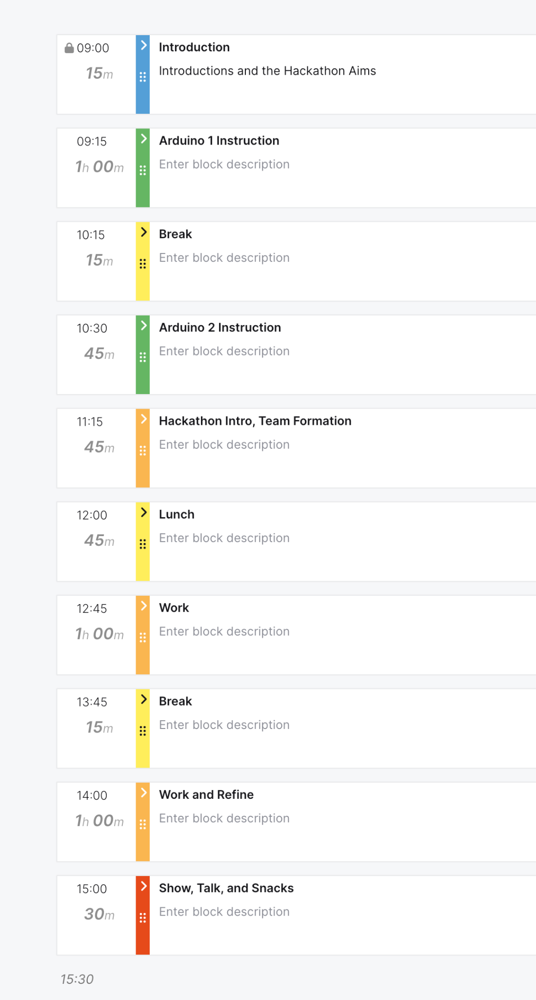 09:00
Introduction
15m
Introductions and the Hackathon Aims
09:15
Arduino 1 Instruction
1h 00m
Enter block description
10:15
Break
15m
Enter block description
10:30
Arduino 2 Instruction
45m
Enter block description
11:15
Hackathon Intro, Team Formation
45m
Enter block description
12:00
Lunch
45m
Enter block description
12:45
Work
1h 00m
Enter block description
13:45
Break
15m
Enter block description
14:00
Work and Refine
1h 00m
Enter block description
15:00
Show, Talk, and Snacks
30m
Enter block description
15:30